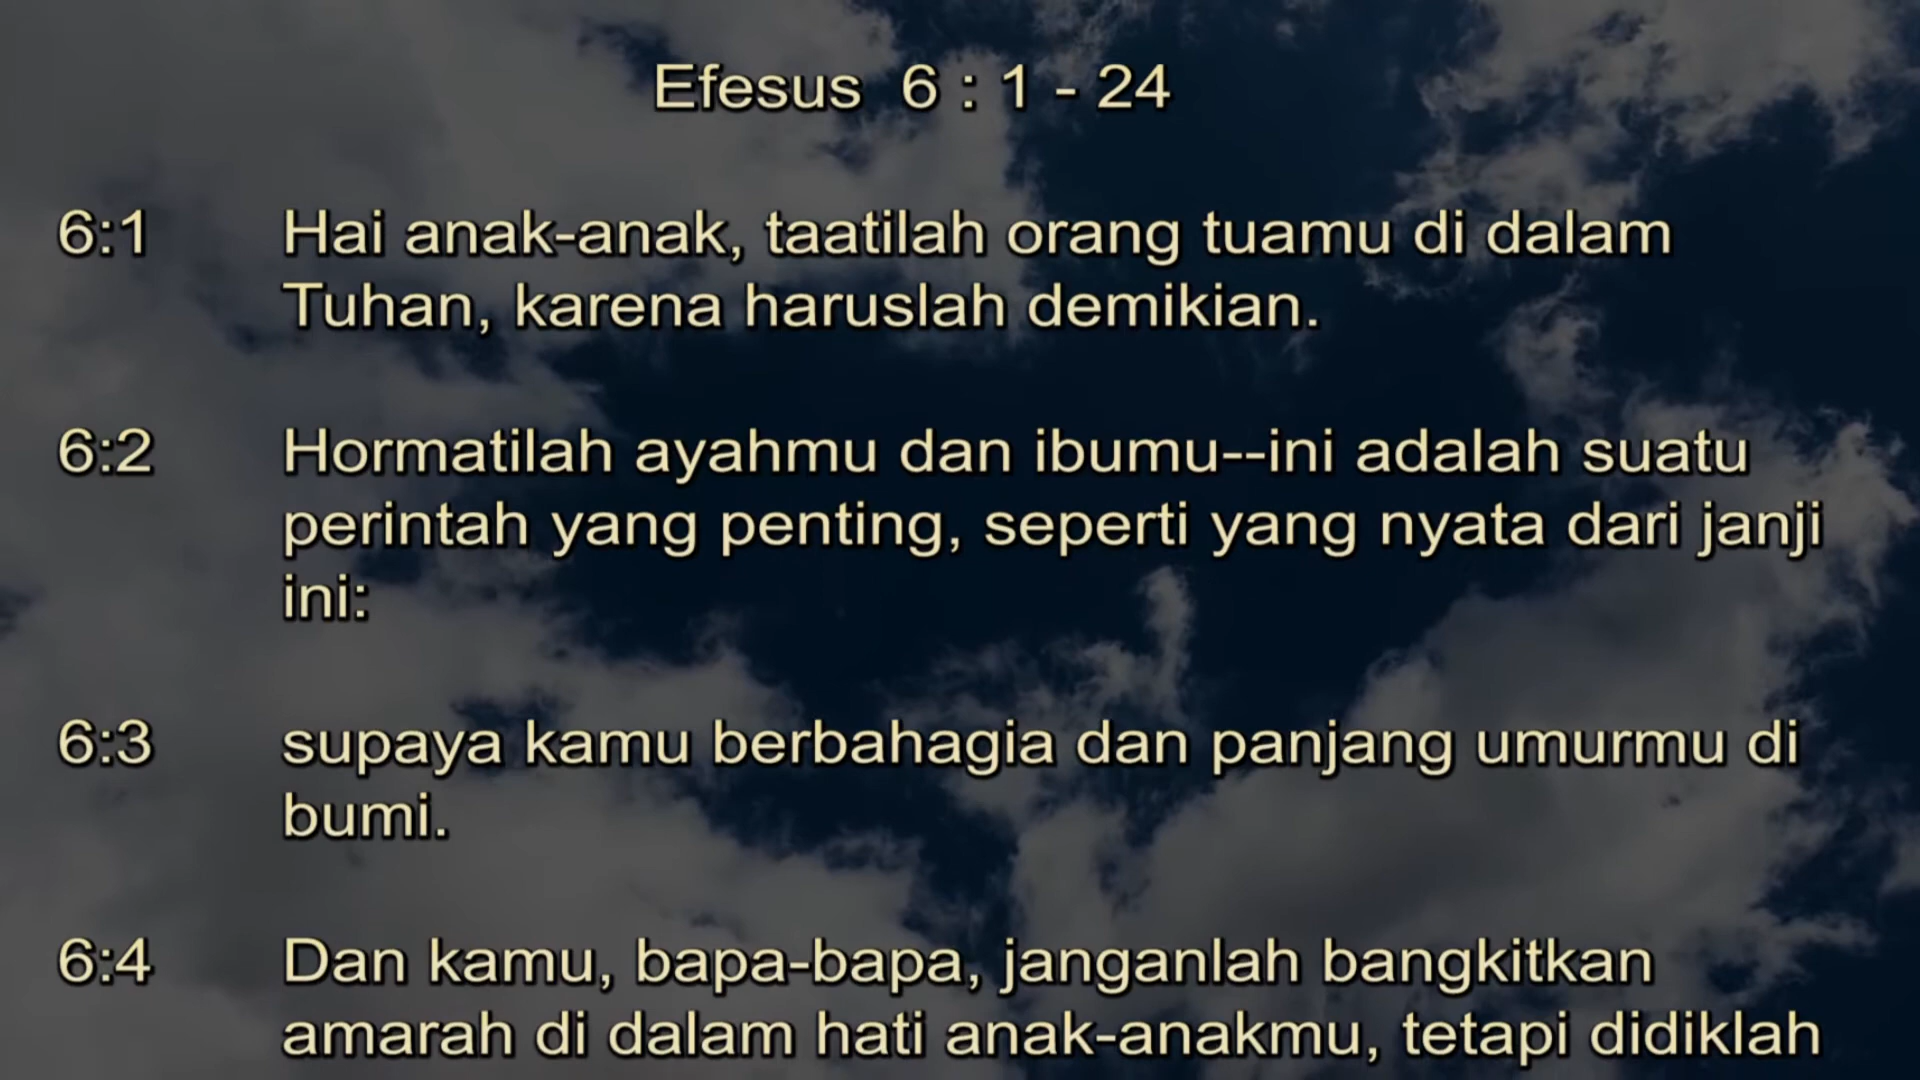 Efesus 6 : 1 - 24
6:1 Hai anak-anak, taatilah orang tuamu di dalam
Tuhan, karena haruslah demikian.
6:2 Hormatilah ayahmu dan ibumu--ini adalah suatu
perintah yang penting, seperti yang nyata dari janji
ini:
6:3 supaya kamu berbahagia dan panjang umurmu di
bumi.
6:4 Dan kamu, bapa-bapa, janganlah bangkitkan
amarah di dalam hati anak-anakmu, tetapi didiklah